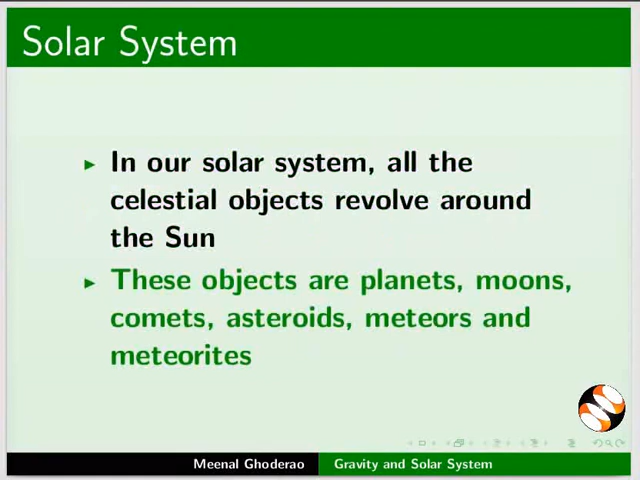 Solar System
In our solar system, all the
celestial objects revolve around
the Sun
These objects are planets, moons,
comets, asteroids, meteors and
meteorites
Meenal Ghoderao Gravity and Solar System